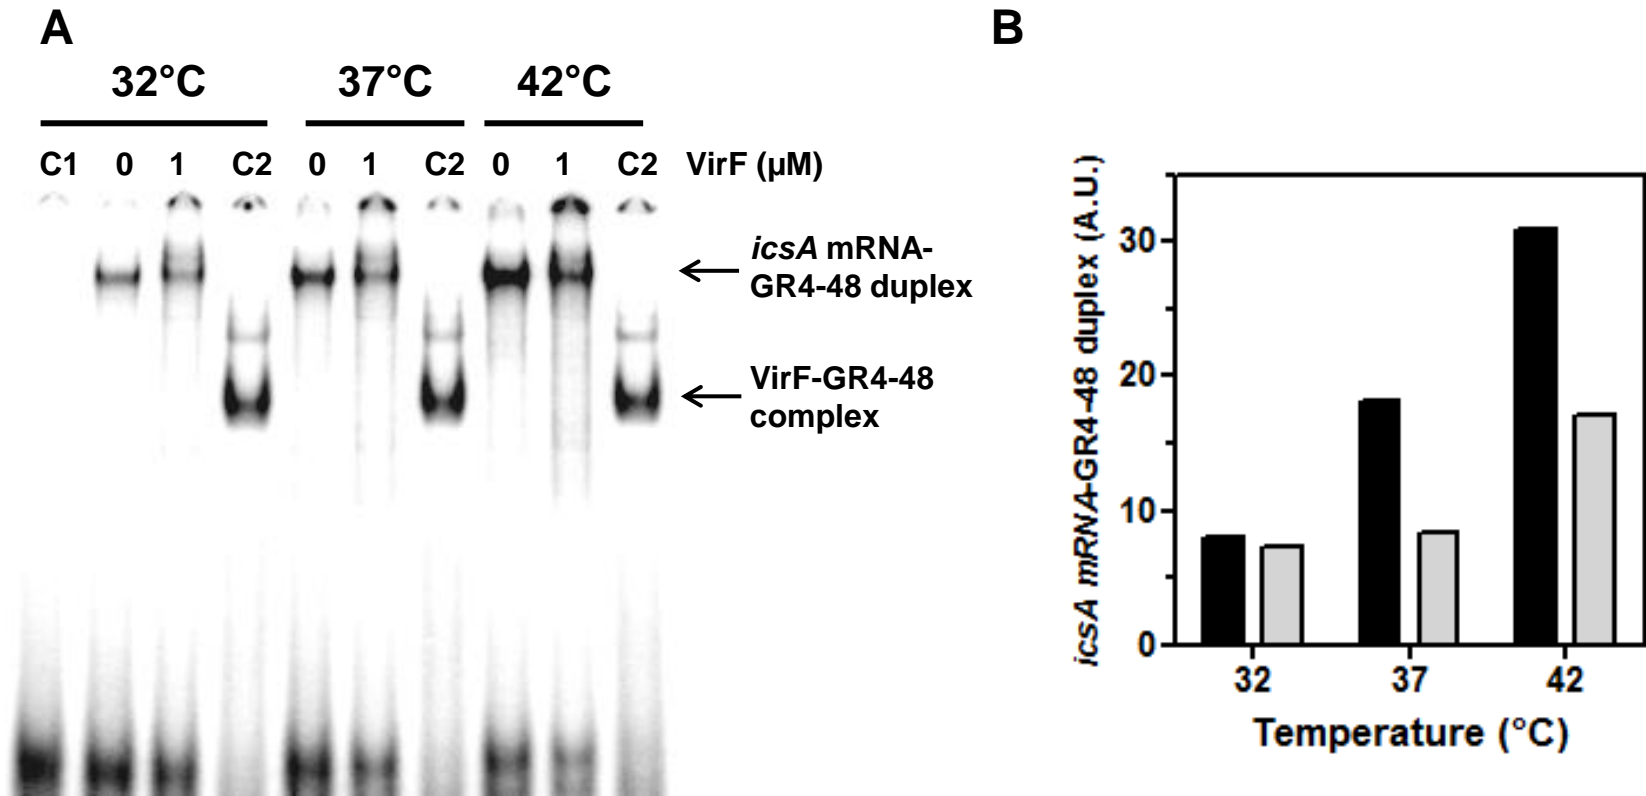 A
B
32°C 37°C 42°C
C1 0 1 C2 0 1 C2 0 1 C2 VirF (µM)
icsA mRNA-
GR4-48 duplex
VirF-GR4-48
complex
icsA mRNA-GR4-48 duplex (A.U.)
30
20
10
0
32 37 42
Temperature (°C)